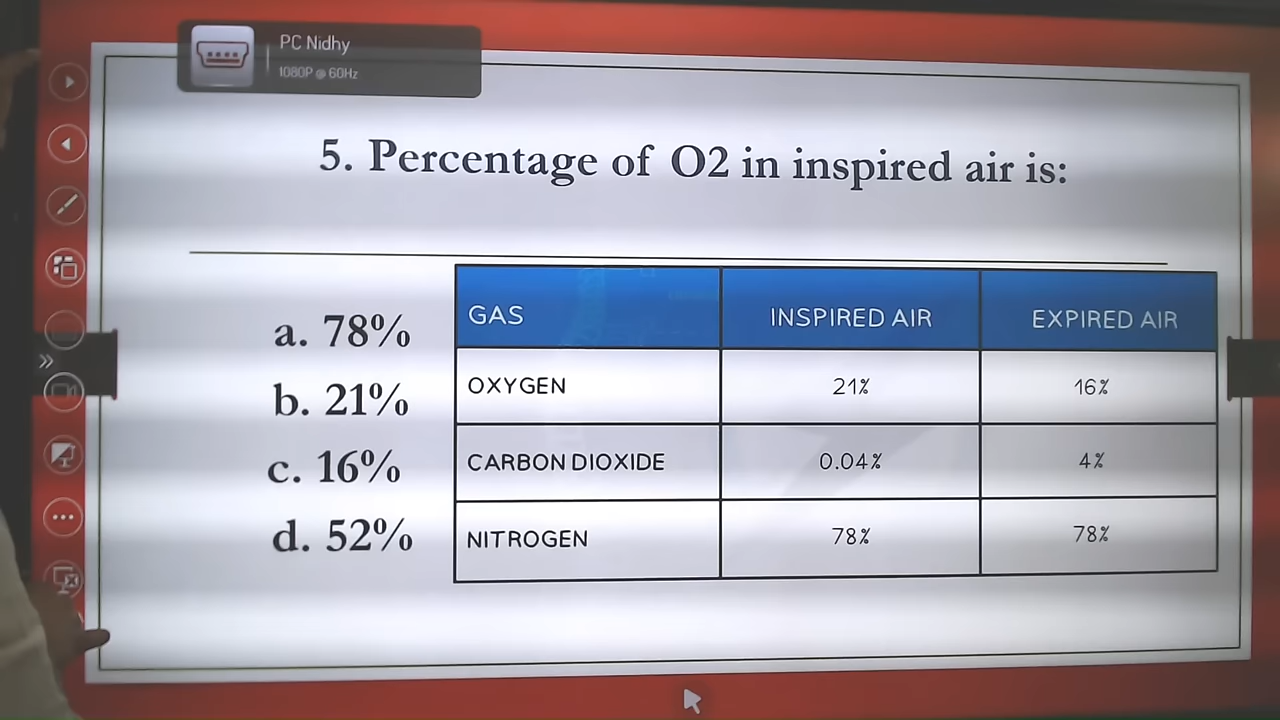 PC Nidhy
1080P @ 60Hz
5. Percentage of O2 in inspired air is:
a. 78%
b. 21%
c. 16%
d. 52%
GAS INSPIRED AIR EXPIRED AIR
OXYGEN 21% 16%
CARBON DIOXIDE 0.04% 4%
NITROGEN 78% 78%